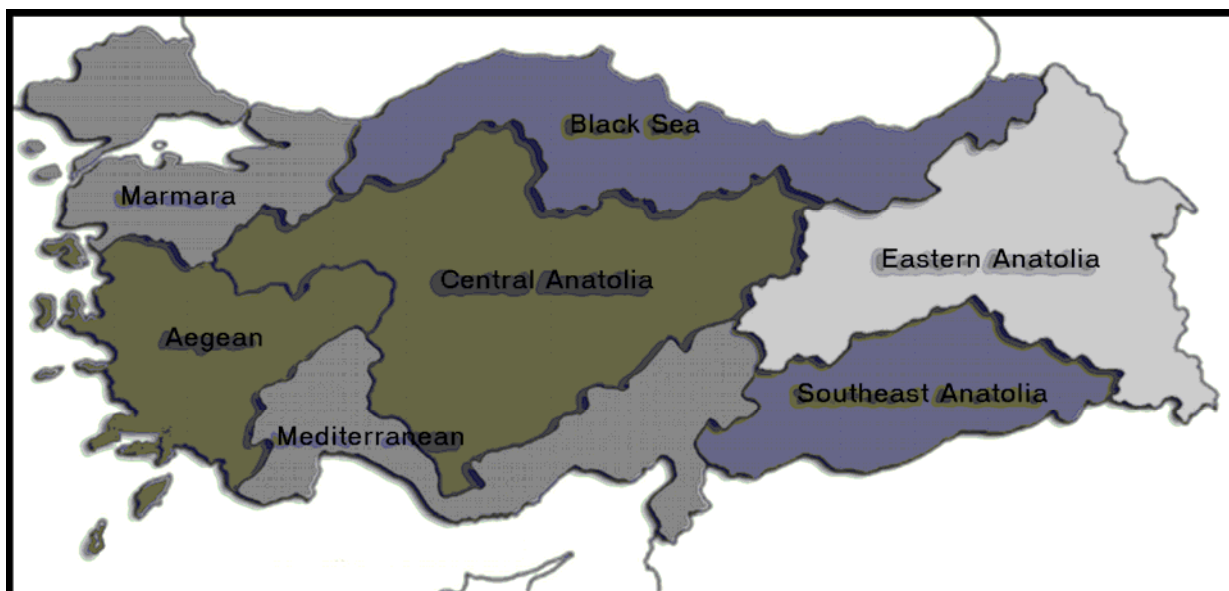 Black Sea
Marmara
Eastern Anatolia
Central Anatolia
Aegean
Southeast Anatolia
Mediterranean